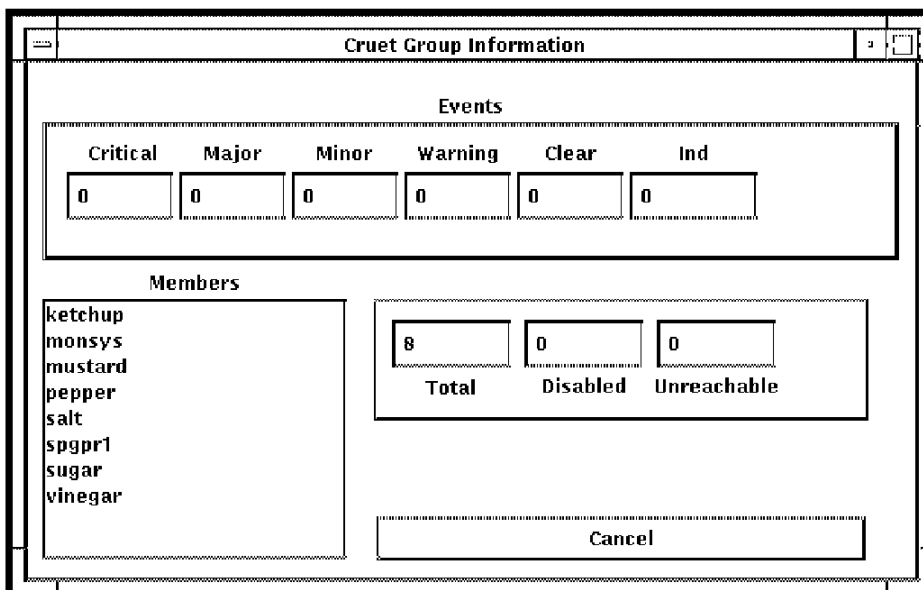 Cruet Group Information
Events
Critical Major Minor Warning Clear Ind
0 0 0 0 0 0
Members
ketchup
monsys
mustard
pepper
salt
spgpr1
sugar
vinegar
8 0 0
Total Disabled Unreachable
Cancel